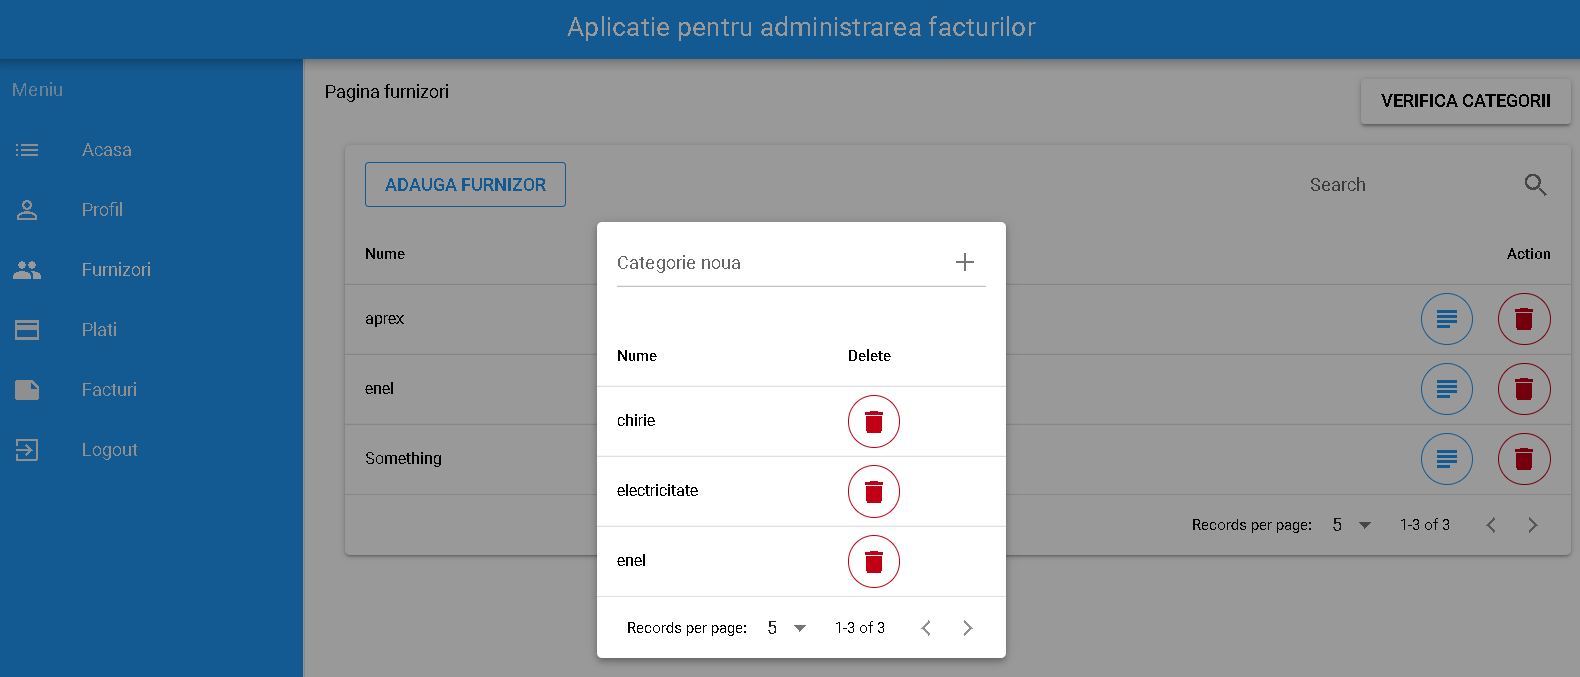 Aplicatie pentru administrarea facturilor
Meniu
Acasa
Profil
Furnizori
Plati
Facturi
Logout
Pagina furnizori
VERIFICA CATEGORII
ADAUGA FURNIZOR
Search
Nume
Action
aprex
enel
Something
Records per page: 5 1-3 of 3
Categorie noua
Nume Delete
chirie
electricitate
enel
Records per page: 5 1-3 of 3